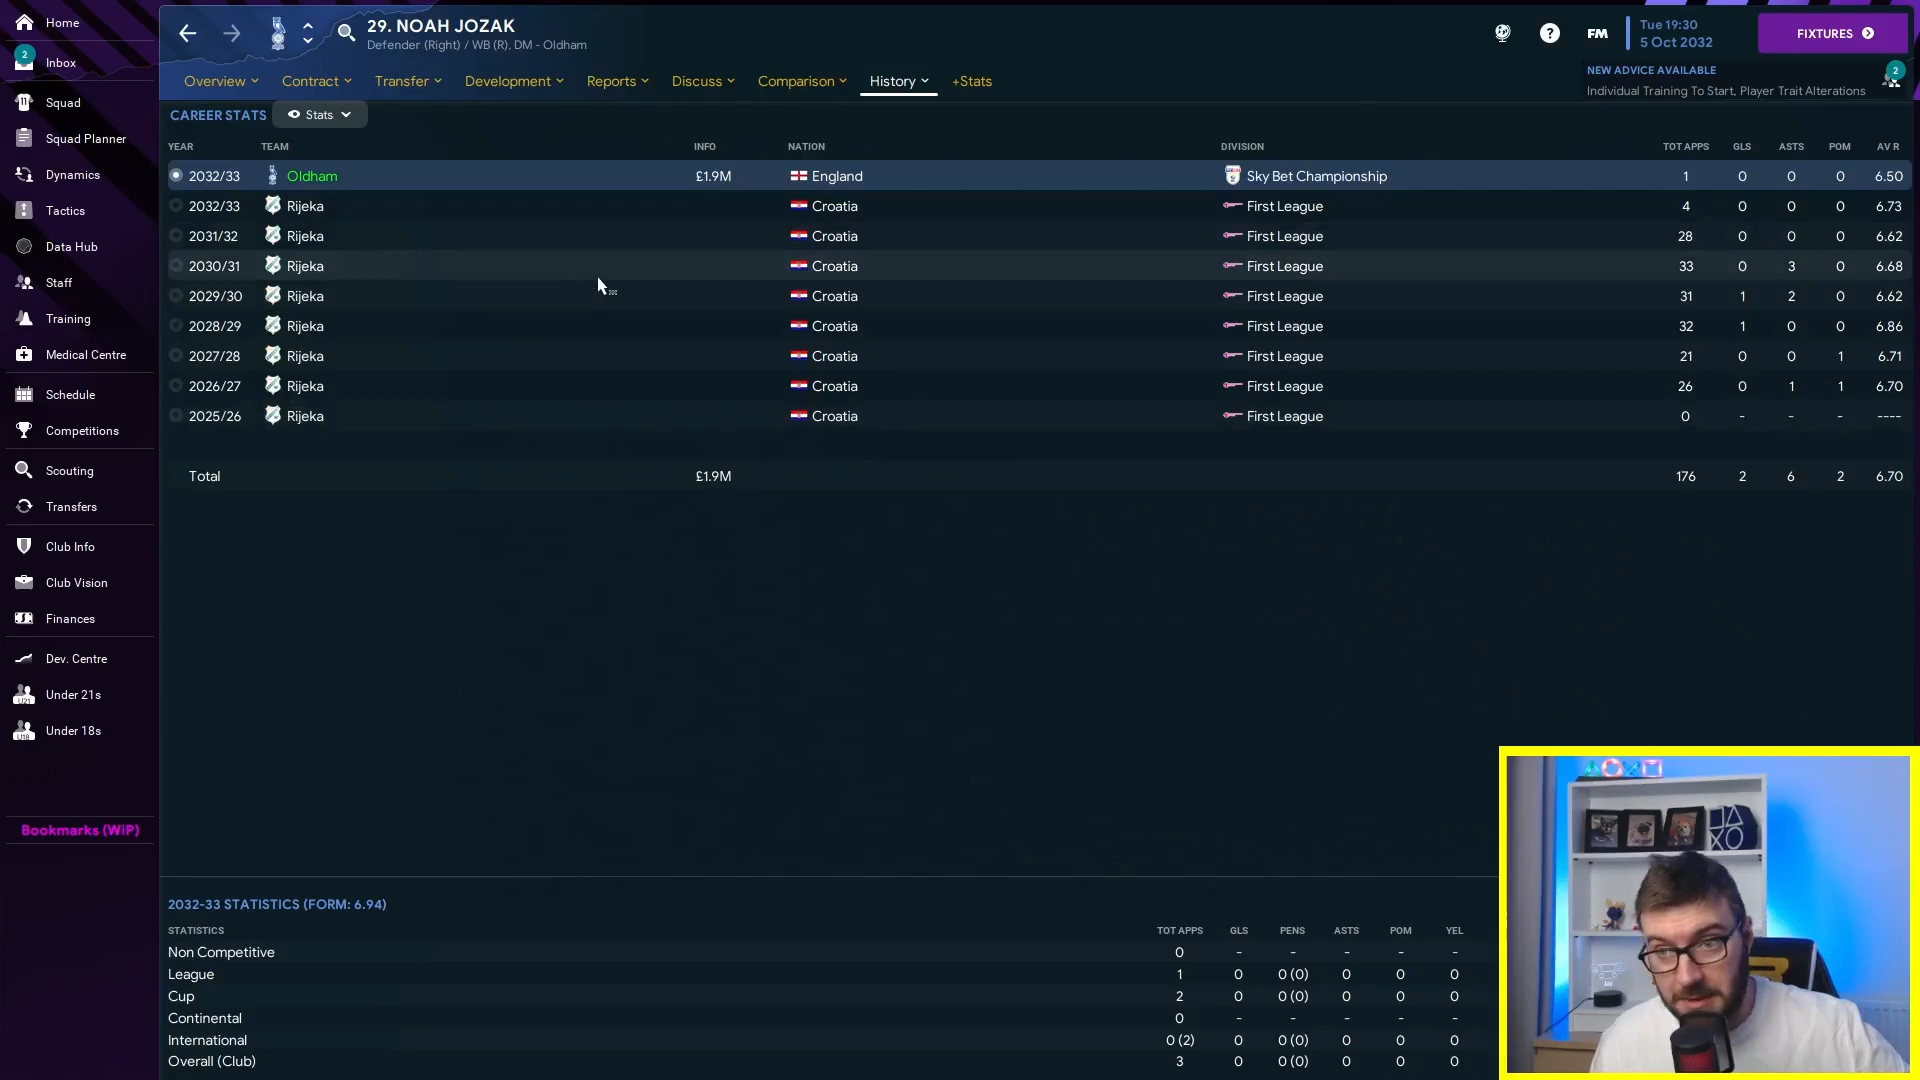 Home
2
Inbox
Squad
Squad Planner
Dynamics
Tactics
Data Hub
Staff
Training
Medical Centre
Schedule
Competitions
Scouting
Transfers
Club Info
Club Vision
Finances
Dev. Centre
Under 21s
Under 18s
Bookmarks (WiP)
29. NOAH JOZAK
Defender (Right) / WB (R), DM - Oldham
FM
Tue 19:30
5 Oct 2032
FIXTURES
Overview Contract Transfer Development Reports Discuss Comparison History +Stats
NEW ADVICE AVAILABLE
2
Individual Training To Start, Player Trait Alterations
CAREER STATS Stats
YEAR TEAM INFO NATION DIVISION TOT APPS GLS ASTS POM AV R
2032/33 Oldham £1.9M England Sky Bet Championship 1 0 0 0 6.50
2032/33 Rijeka Croatia First League 4 0 0 0 6.73
2031/32 Rijeka Croatia First League 28 0 0 0 6.62
2030/31 Rijeka Croatia First League 33 0 3 0 6.68
2029/30 Rijeka Croatia First League 31 1 2 0 6.62
2028/29 Rijeka Croatia First League 32 1 0 0 6.86
2027/28 Rijeka Croatia First League 21 0 0 1 6.71
2026/27 Rijeka Croatia First League 26 0 1 1 6.70
2025/26 Rijeka Croatia First League 0 - - - ----
Total £1.9M 176 2 6 2 6.70
2032-33 STATISTICS (FORM: 6.94)
STATISTICS TOT APPS GLS PENS ASTS POM YEL
Non Competitive 0 - - - - -
League 1 0 0 (0) 0 0 0
Cup 2 0 0 (0) 0 0 0
Continental 0 - - - - -
International 0 (2) 0 0 (0) 0 0 0
Overall (Club) 3 0 0 (0) 0 0 0